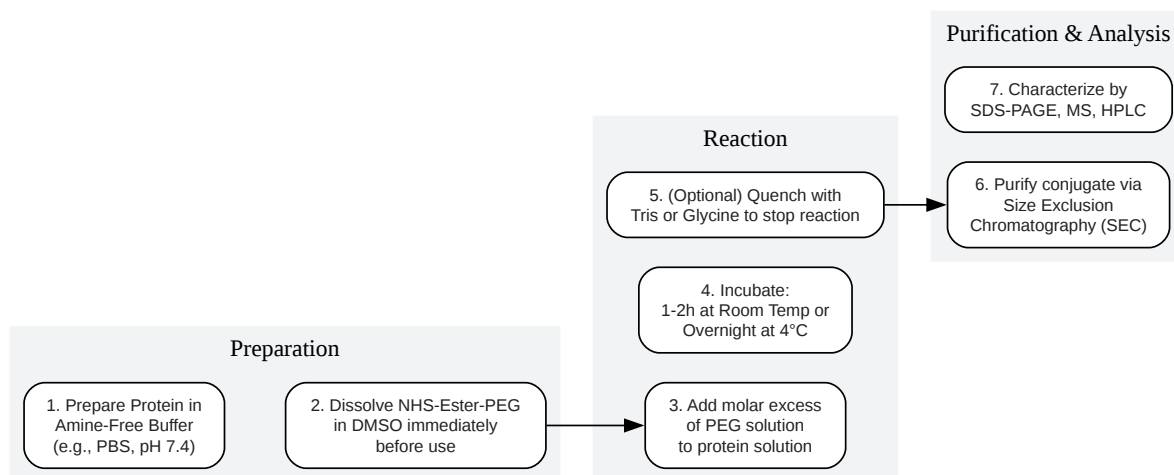 Preparation
1. Prepare Protein in
Amine-Free Buffer
(e.g., PBS, pH 7.4)
2. Dissolve NHS-Ester-PEG
in DMSO immediately
before use
Reaction
3. Add molar excess
of PEG solution
to protein solution
4. Incubate:
1-2h at Room Temp or
Overnight at 4°C
5. (Optional) Quench with
Tris or Glycine to stop reaction
Purification & Analysis
6. Purify conjugate via
Size Exclusion
Chromatography (SEC)
7. Characterize by
SDS-PAGE, MS, HPLC